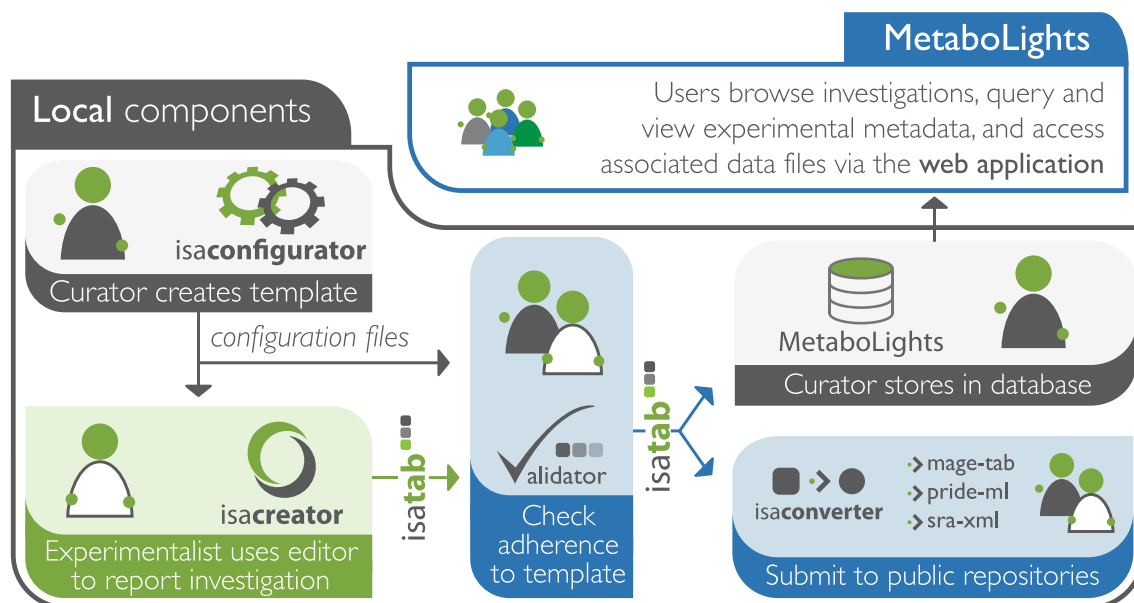 MetaboLights
Users browse investigations, query and
view experimental metadata, and access
associated data files via the web application
Local components
isaconfigurator
Curator creates template
configuration files
isacreator
Experimentalist uses editor
to report investigation
isatab
alidator
Check
adherence
to template
isatab
MetaboLights
Curator stores in database
isaconverter
mage-tab
pride-ml
sra-xml
Submit to public repositories